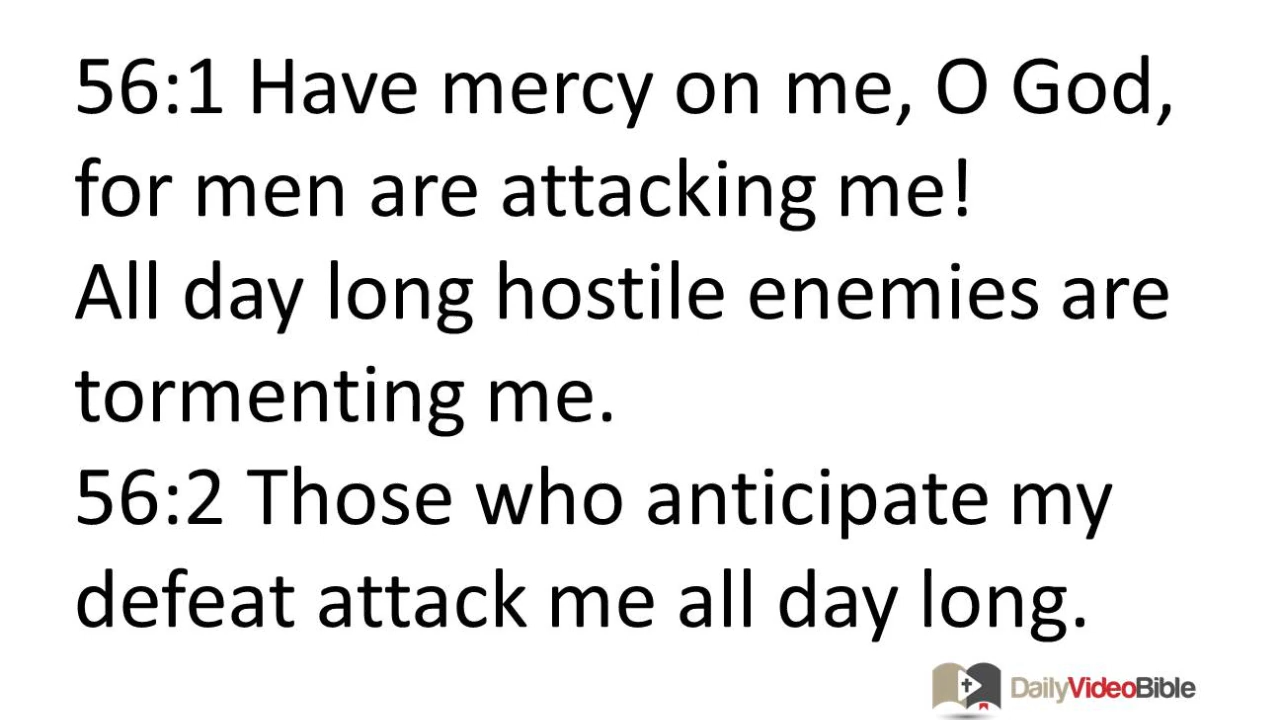 56:1 Have mercy on me, O God,
for men are attacking me!
All day long hostile enemies are
tormenting me.
56:2 Those who anticipate my
defeat attack me all day long.
DailyVideoBible